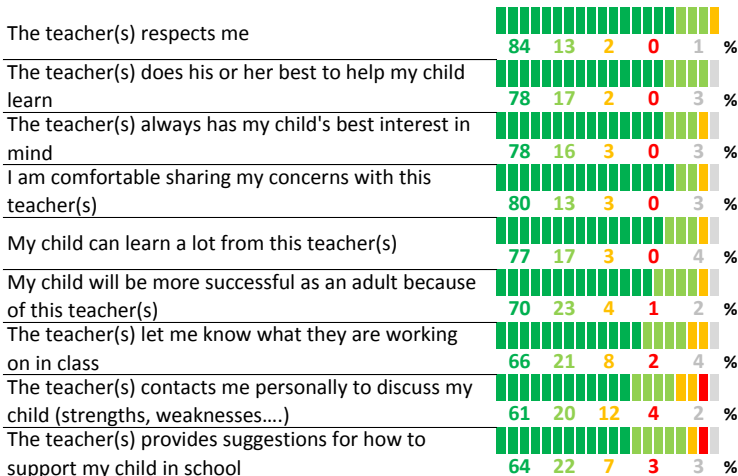 The teacher(s) respects me
84 13 2 0 1 %
The teacher(s) does his or her best to help my child
learn
78 17 2 0 3 %
The teacher(s) always has my child's best interest in
mind
78 16 3 0 3 %
I am comfortable sharing my concerns with this
teacher(s)
80 13 3 0 3 %
My child can learn a lot from this teacher(s)
77 17 3 0 4 %
My child will be more successful as an adult because
of this teacher(s)
70 23 4 1 2 %
The teacher(s) let me know what they are working
on in class
66 21 8 2 4 %
The teacher(s) contacts me personally to discuss my
child (strengths, weaknesses….)
61 20 12 4 2 %
The teacher(s) provides suggestions for how to
support my child in school
64 22 7 3 3 %